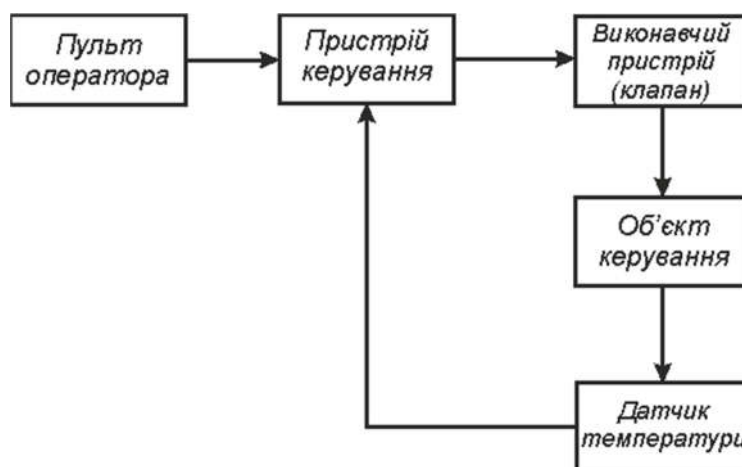 Пульт
оператора
Пристрій
керування
Виконавчий
пристрій
(клапан)
Об’єкт
керування
Датчик
температури